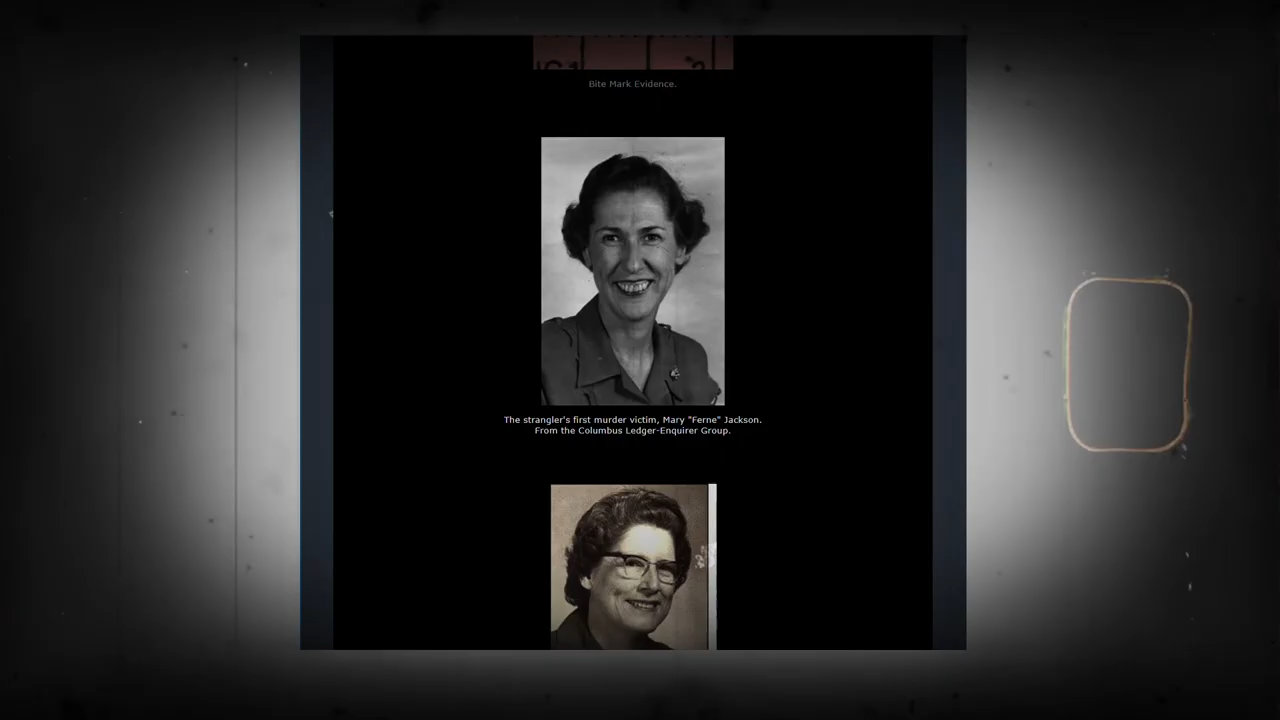 Bite Mark Evidence.
The strangler's first murder victim, Mary "Ferne" Jackson.
From the Columbus Ledger-Enquirer Group.